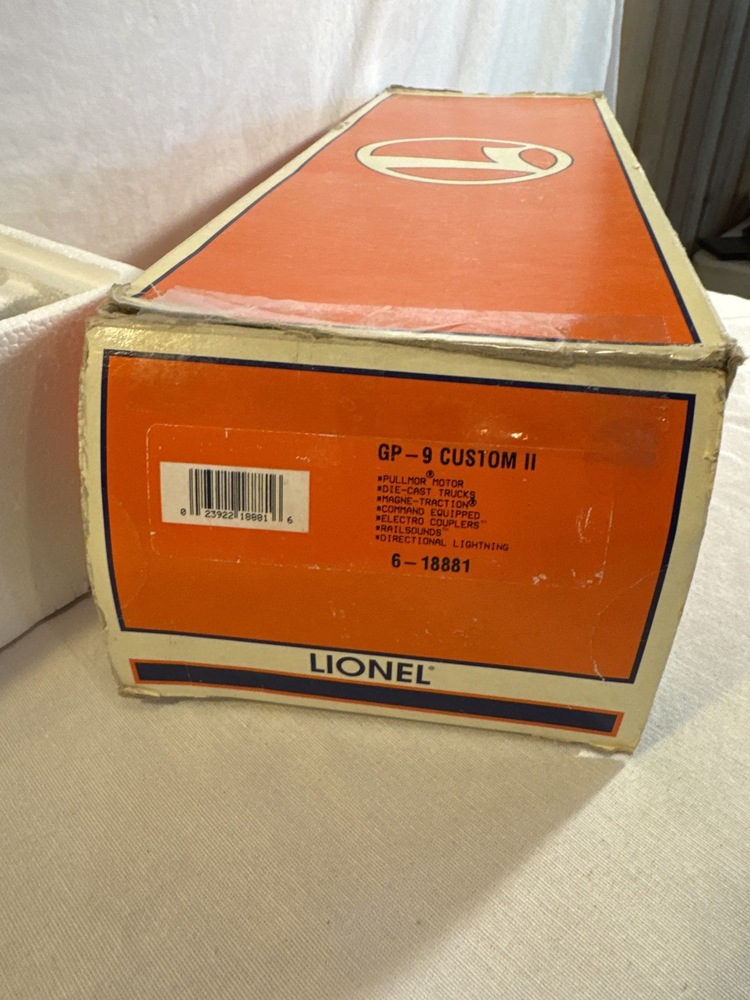 GP-9 CUSTOM II
*PULLMOR® MOTOR
*DIE-CAST TRUCKS
*MAGNE-TRACTION®
*COMMAND EQUIPPED
*ELECTRO COUPLERS™
*RAILSOUNDS™
*DIRECTIONAL LIGHTNING
6-18881
0 23922 18881 6
LIONEL®